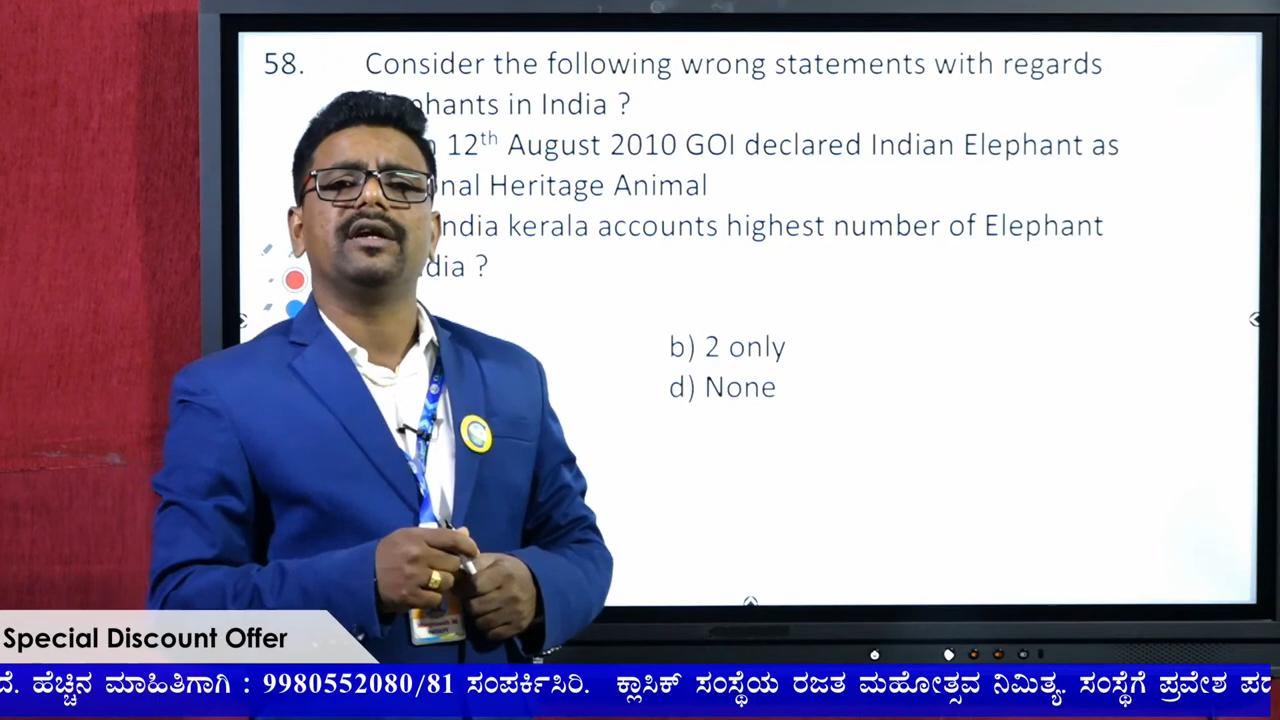 58. Consider the following wrong statements with regards
hants in India ?
12th August 2010 GOI declared Indian Elephant as
nal Heritage Animal
ndia kerala accounts highest number of Elephant
dia ?
b) 2 only
d) None
Special Discount Offer
ದೆ. ಹೆಚ್ಚಿನ ಮಾಹಿತಿಗಾಗಿ : 9980552080/81 ಸಂಪರ್ಕಿಸಿರಿ. ಕ್ಲಾಸಿಕ್ ಸಂಸ್ಥೆಯ ರಜತ ಮಹೋತ್ಸವ ನಿಮಿತ್ಯ. ಸಂಸ್ಥೆಗೆ ಪ್ರವೇಶ ಪದ